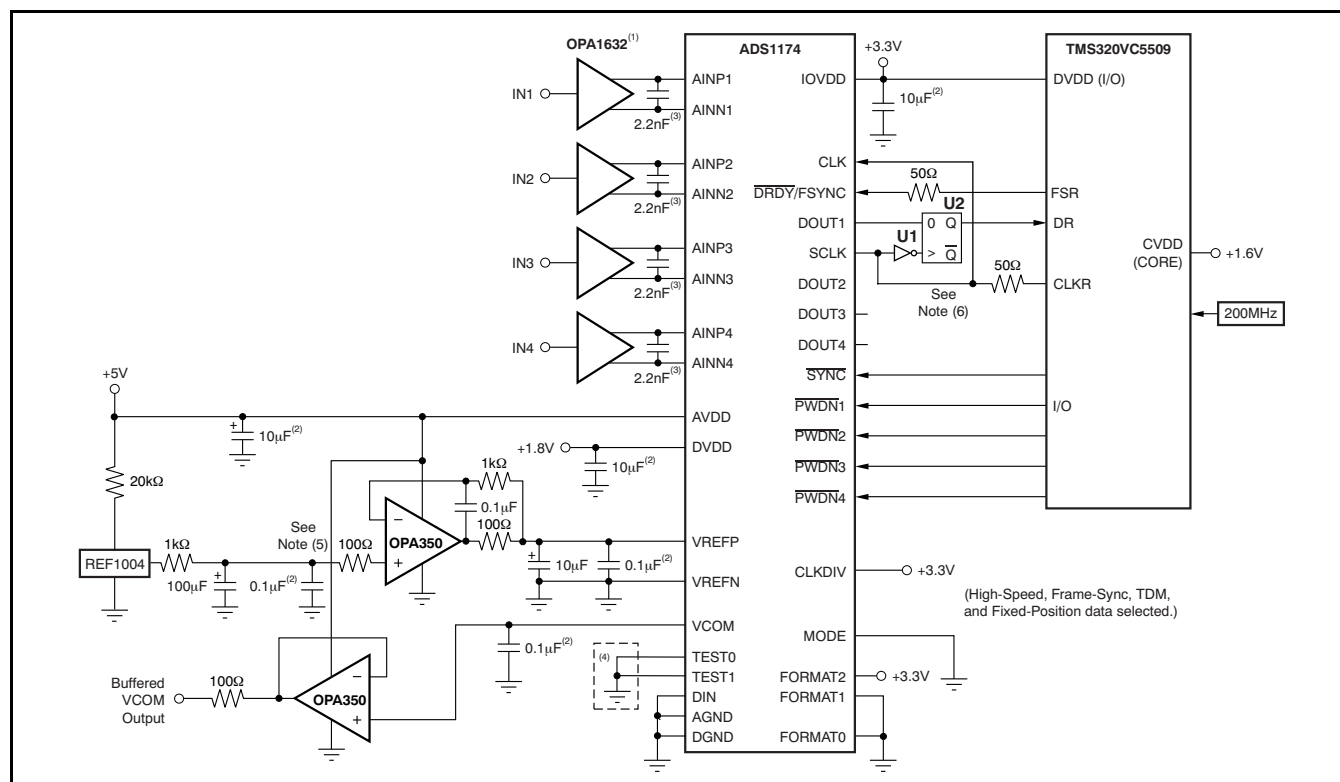 OPA1632(1)
ADS1174
TMS320VC5509
+3.3V
IN1
AINP1
AINN1
2.2nF(3)
IOVDD
10µF(2)
DVDD (I/O)
IN2
AINP2
AINN2
2.2nF(3)
CLK
DRDY/FSYNC
50Ω
FSR
U2
DOUT1
0 Q
DR
U1
> Q
SCLK
CVDD
(CORE)
+1.6V
IN3
AINP3
AINN3
2.2nF(3)
DOUT2
See
Note (6)
50Ω
CLKR
DOUT3
200MHz
DOUT4
IN4
AINP4
AINN4
2.2nF(3)
SYNC
PWDN1
I/O
PWDN2
PWDN3
PWDN4
+5V
+
10µF(2)
AVDD
+1.8V
DVDD
10µF(2)
20kΩ
1kΩ
0.1µF
100Ω
–
OPA350
+
See
Note (5)
100Ω
REF1004
1kΩ
+
100µF
0.1µF(2)
VREFP
+
10µF
0.1µF(2)
VREFN
CLKDIV
+3.3V
(High-Speed, Frame-Sync, TDM,
and Fixed-Position data selected.)
VCOM
0.1µF(2)
MODE
(4)
TEST0
TEST1
FORMAT2
+3.3V
Buffered
VCOM
Output
100Ω
–
OPA350
+
DIN
FORMAT1
AGND
DGND
FORMAT0